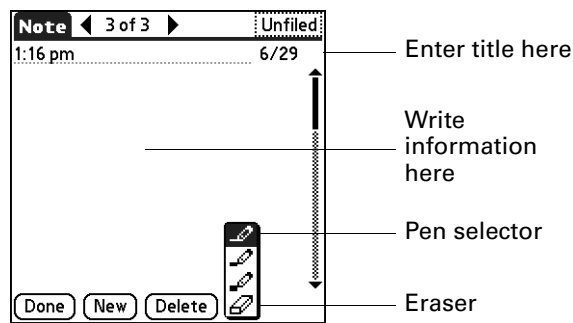 Note 3 of 3 Unfiled
1:16 pm 6/29
Enter title here
Write
information
here
Pen selector
Done New Delete
Eraser